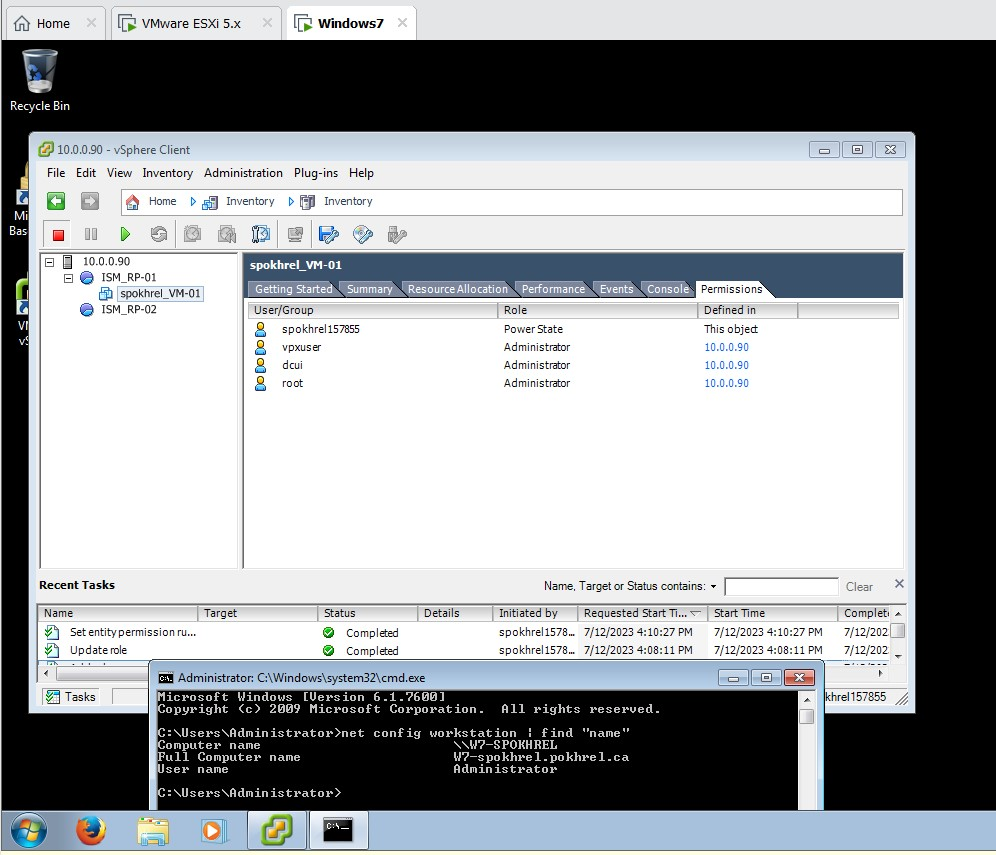 Home
VMware ESXi 5.x
Windows7
Recycle Bin
10.0.0.90 - vSphere Client
File Edit View Inventory Administration Plug-ins Help
Home Inventory Inventory
10.0.0.90
ISM_RP-01
spokhrel_VM-01
ISM_RP-02
spokhrel_VM-01
Getting Started Summary Resource Allocation Performance Events Console Permissions
User/Group Role Defined in
spokhrel157855 Power State This object
vpxuser Administrator 10.0.0.90
dcui Administrator 10.0.0.90
root Administrator 10.0.0.90
Recent Tasks
Name, Target or Status contains: Clear
Name Target Status Details Initiated by Requested Start Ti... Start Time Complet
Set entity permission ru... Completed spokhrel1578... 7/12/2023 4:10:27 PM 7/12/2023 4:10:27 PM 7/12/202
Update role Completed spokhrel1578... 7/12/2023 4:08:11 PM 7/12/2023 4:08:11 PM 7/12/202
Tasks
khrel157855
Administrator: C:\Windows\system32\cmd.exe
Microsoft Windows [Version 6.1.7600]
Copyright (c) 2009 Microsoft Corporation. All rights reserved.
C:\Users\Administrator>net config workstation | find "name"
Computer name \\W7-SPOKHREL
Full Computer name W7-spokhrel.pokhrel.ca
User name Administrator
C:\Users\Administrator>